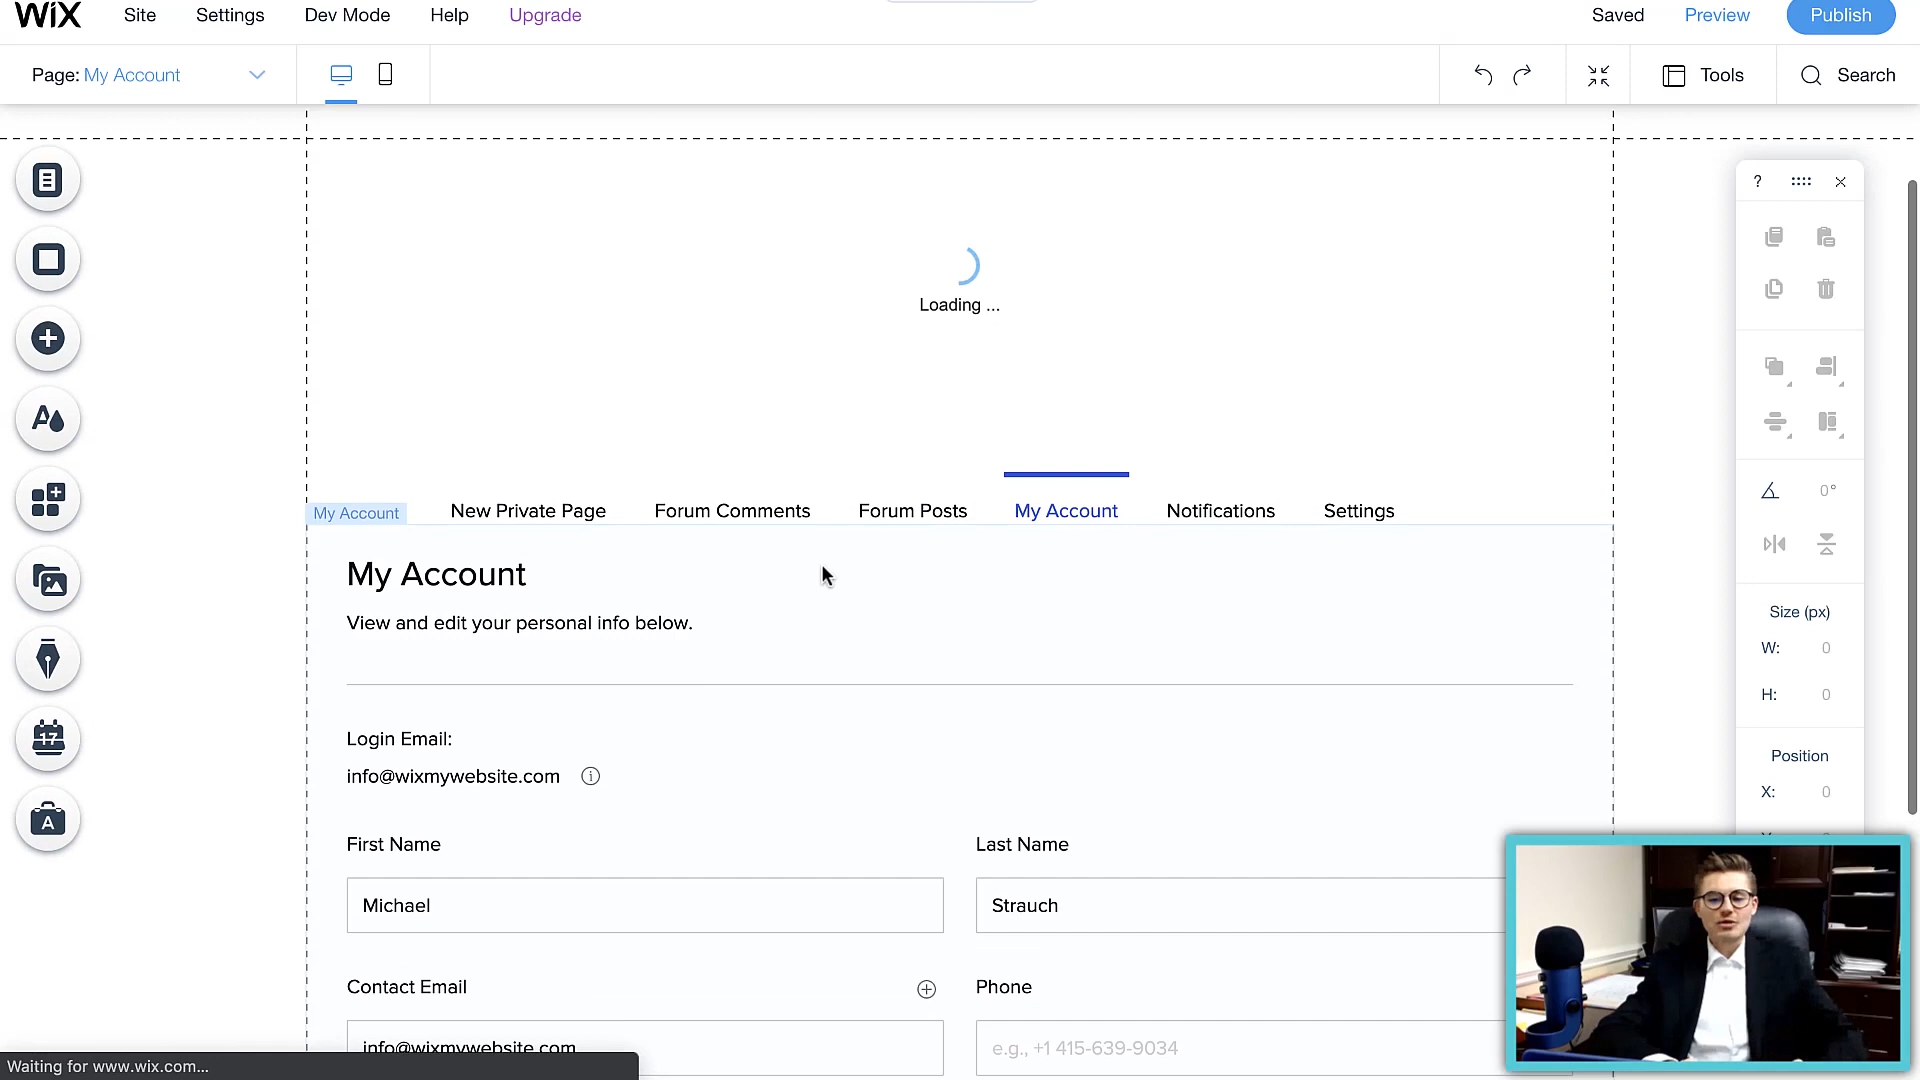 WiX Site Settings Dev Mode Help Upgrade Saved Preview Publish
Page: My Account Tools Search
?
Loading ...
0°
My Account New Private Page Forum Comments Forum Posts My Account Notifications Settings
My Account
View and edit your personal info below.
Size (px)
W: 0
H: 0
Login Email:
info@wixmywebsite.com
Position
X: 0
17
A
First Name Last Name
Michael Strauch
Contact Email Phone
info@wixmywebsite.com e.g., +1 415-639-9034
Waiting for www.wix.com...